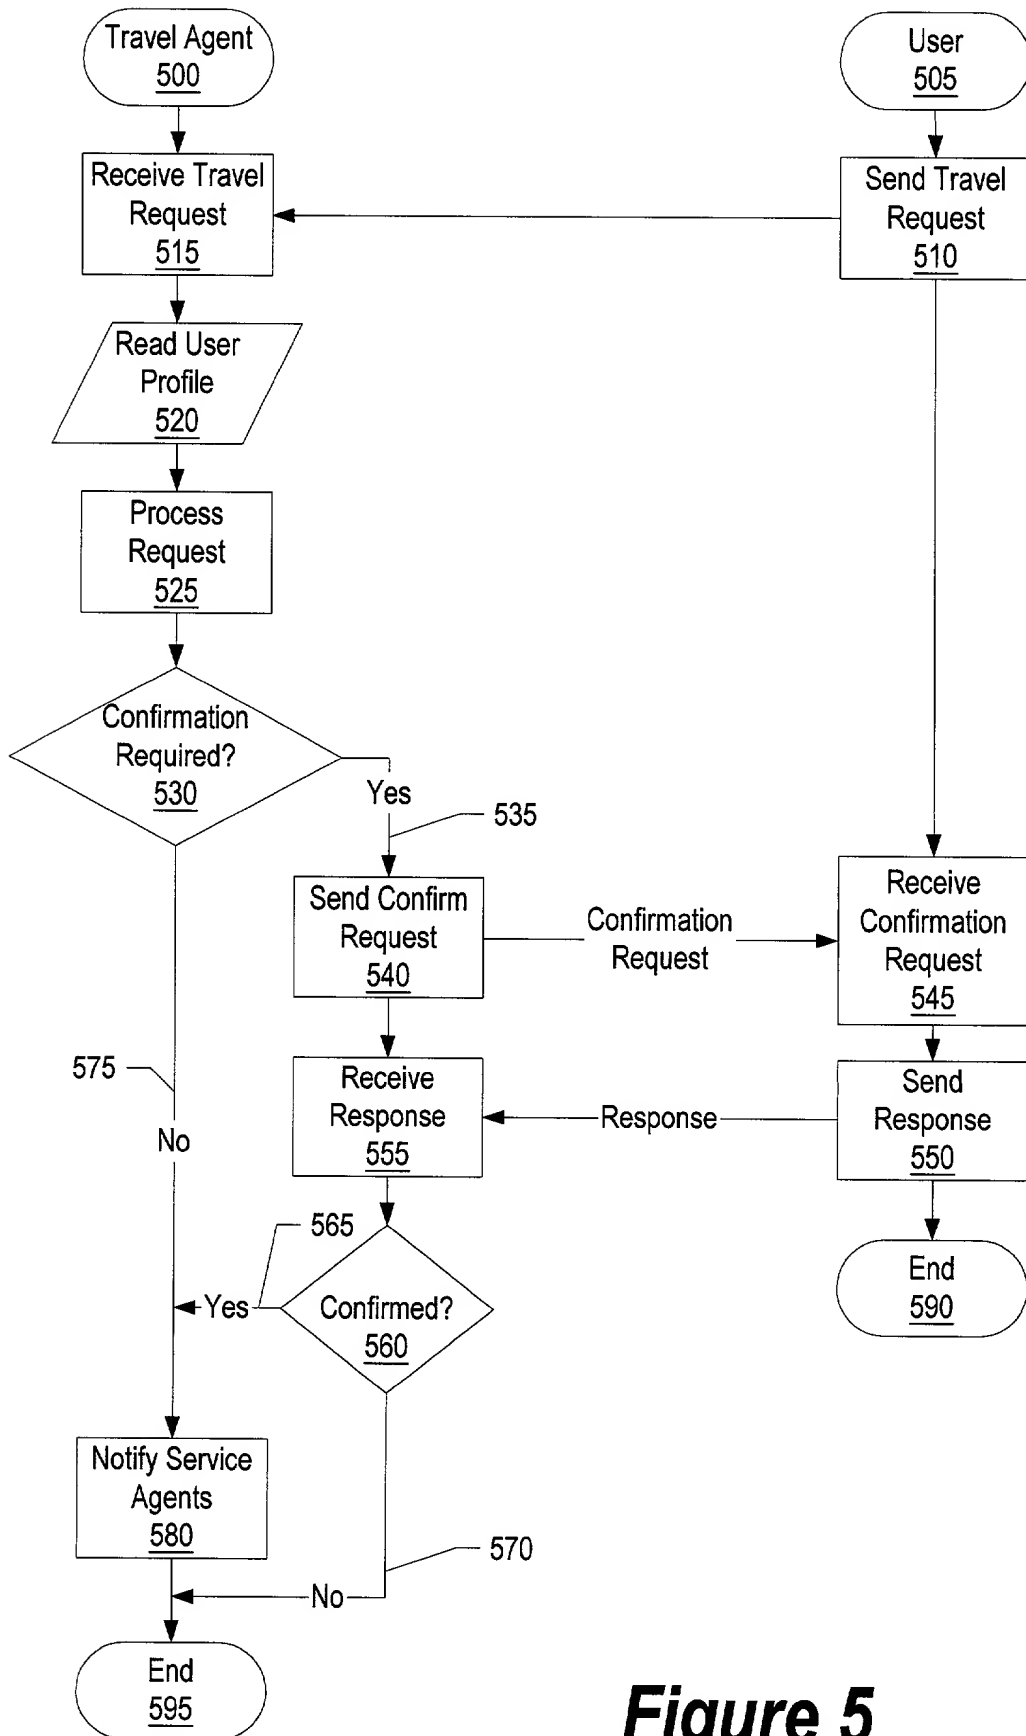 Travel Agent
500
User
505
Receive Travel
Request
515
Send Travel
Request
510
Read User
Profile
520
Process
Request
525
Confirmation
Required?
530
Yes
535
Send Confirm
Request
540
Confirmation
Request
Receive
Confirmation
Request
545
575
No
Receive
Response
555
Response
Send
Response
550
565
Yes
Confirmed?
560
End
590
Notify Service
Agents
580
570
No
End
595
Figure 5